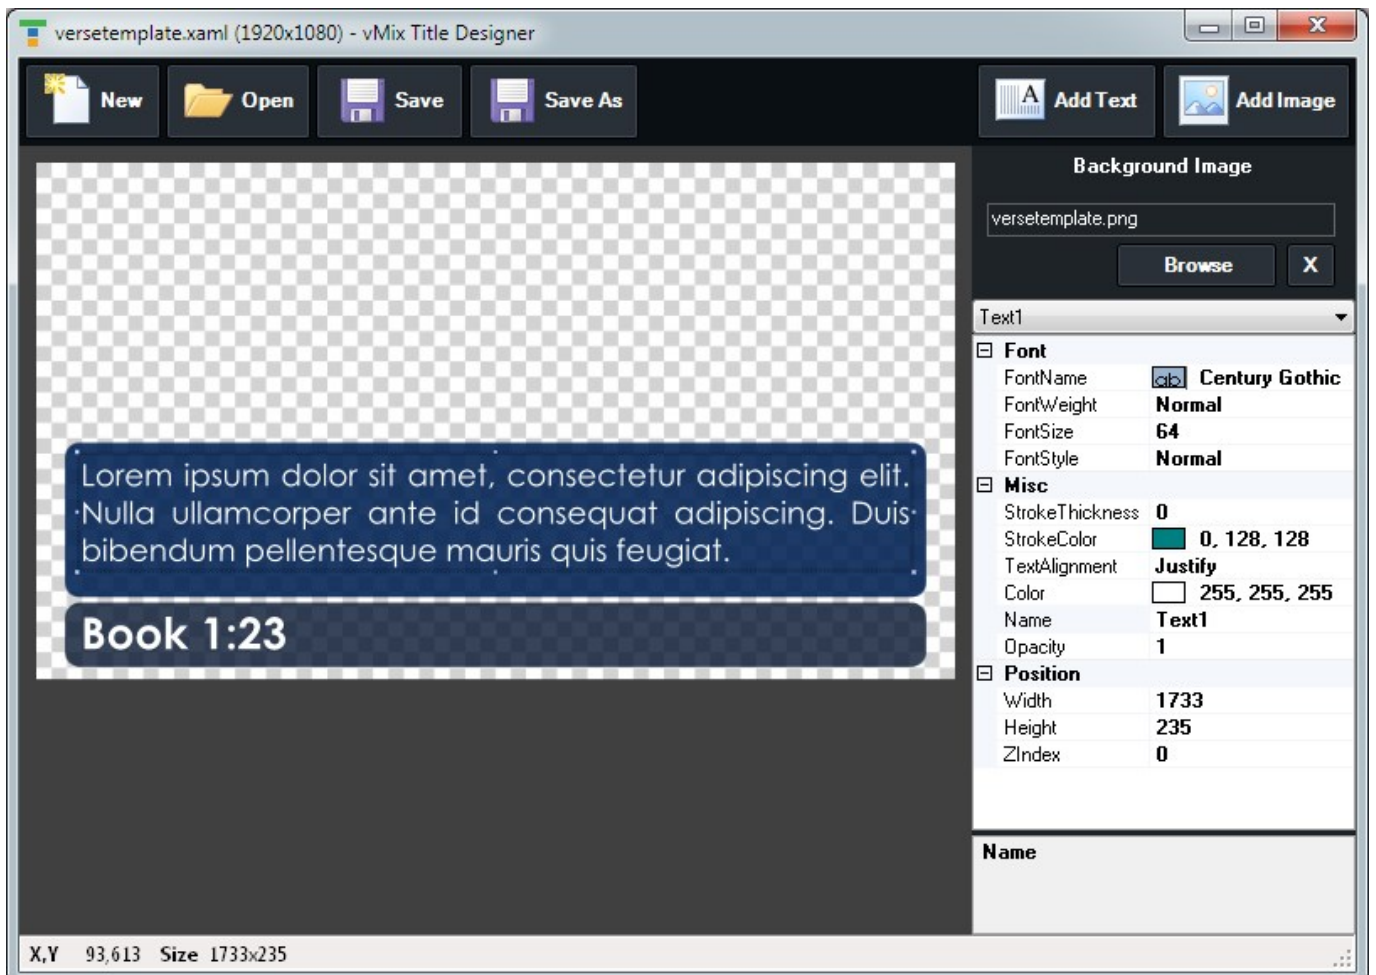 versetemplate.xaml (1920x1080) - vMix Title Designer
New Open Save Save As Add Text Add Image
Background Image
versetemplate.png
Browse X
Text1
Font
FontName ab Century Gothic
FontWeight Normal
FontSize 64
FontStyle Normal
Misc
StrokeThickness 0
StrokeColor 0, 128, 128
TextAlignment Justify
Color 255, 255, 255
Name Text1
Opacity 1
Position
Width 1733
Height 235
ZIndex 0
Name
Lorem ipsum dolor sit amet, consectetur adipiscing elit.
Nulla ullamcorper ante id consequat adipiscing. Duis
bibendum pellentesque mauris quis feugiat.
Book 1:23
X,Y 93,613 Size 1733x235